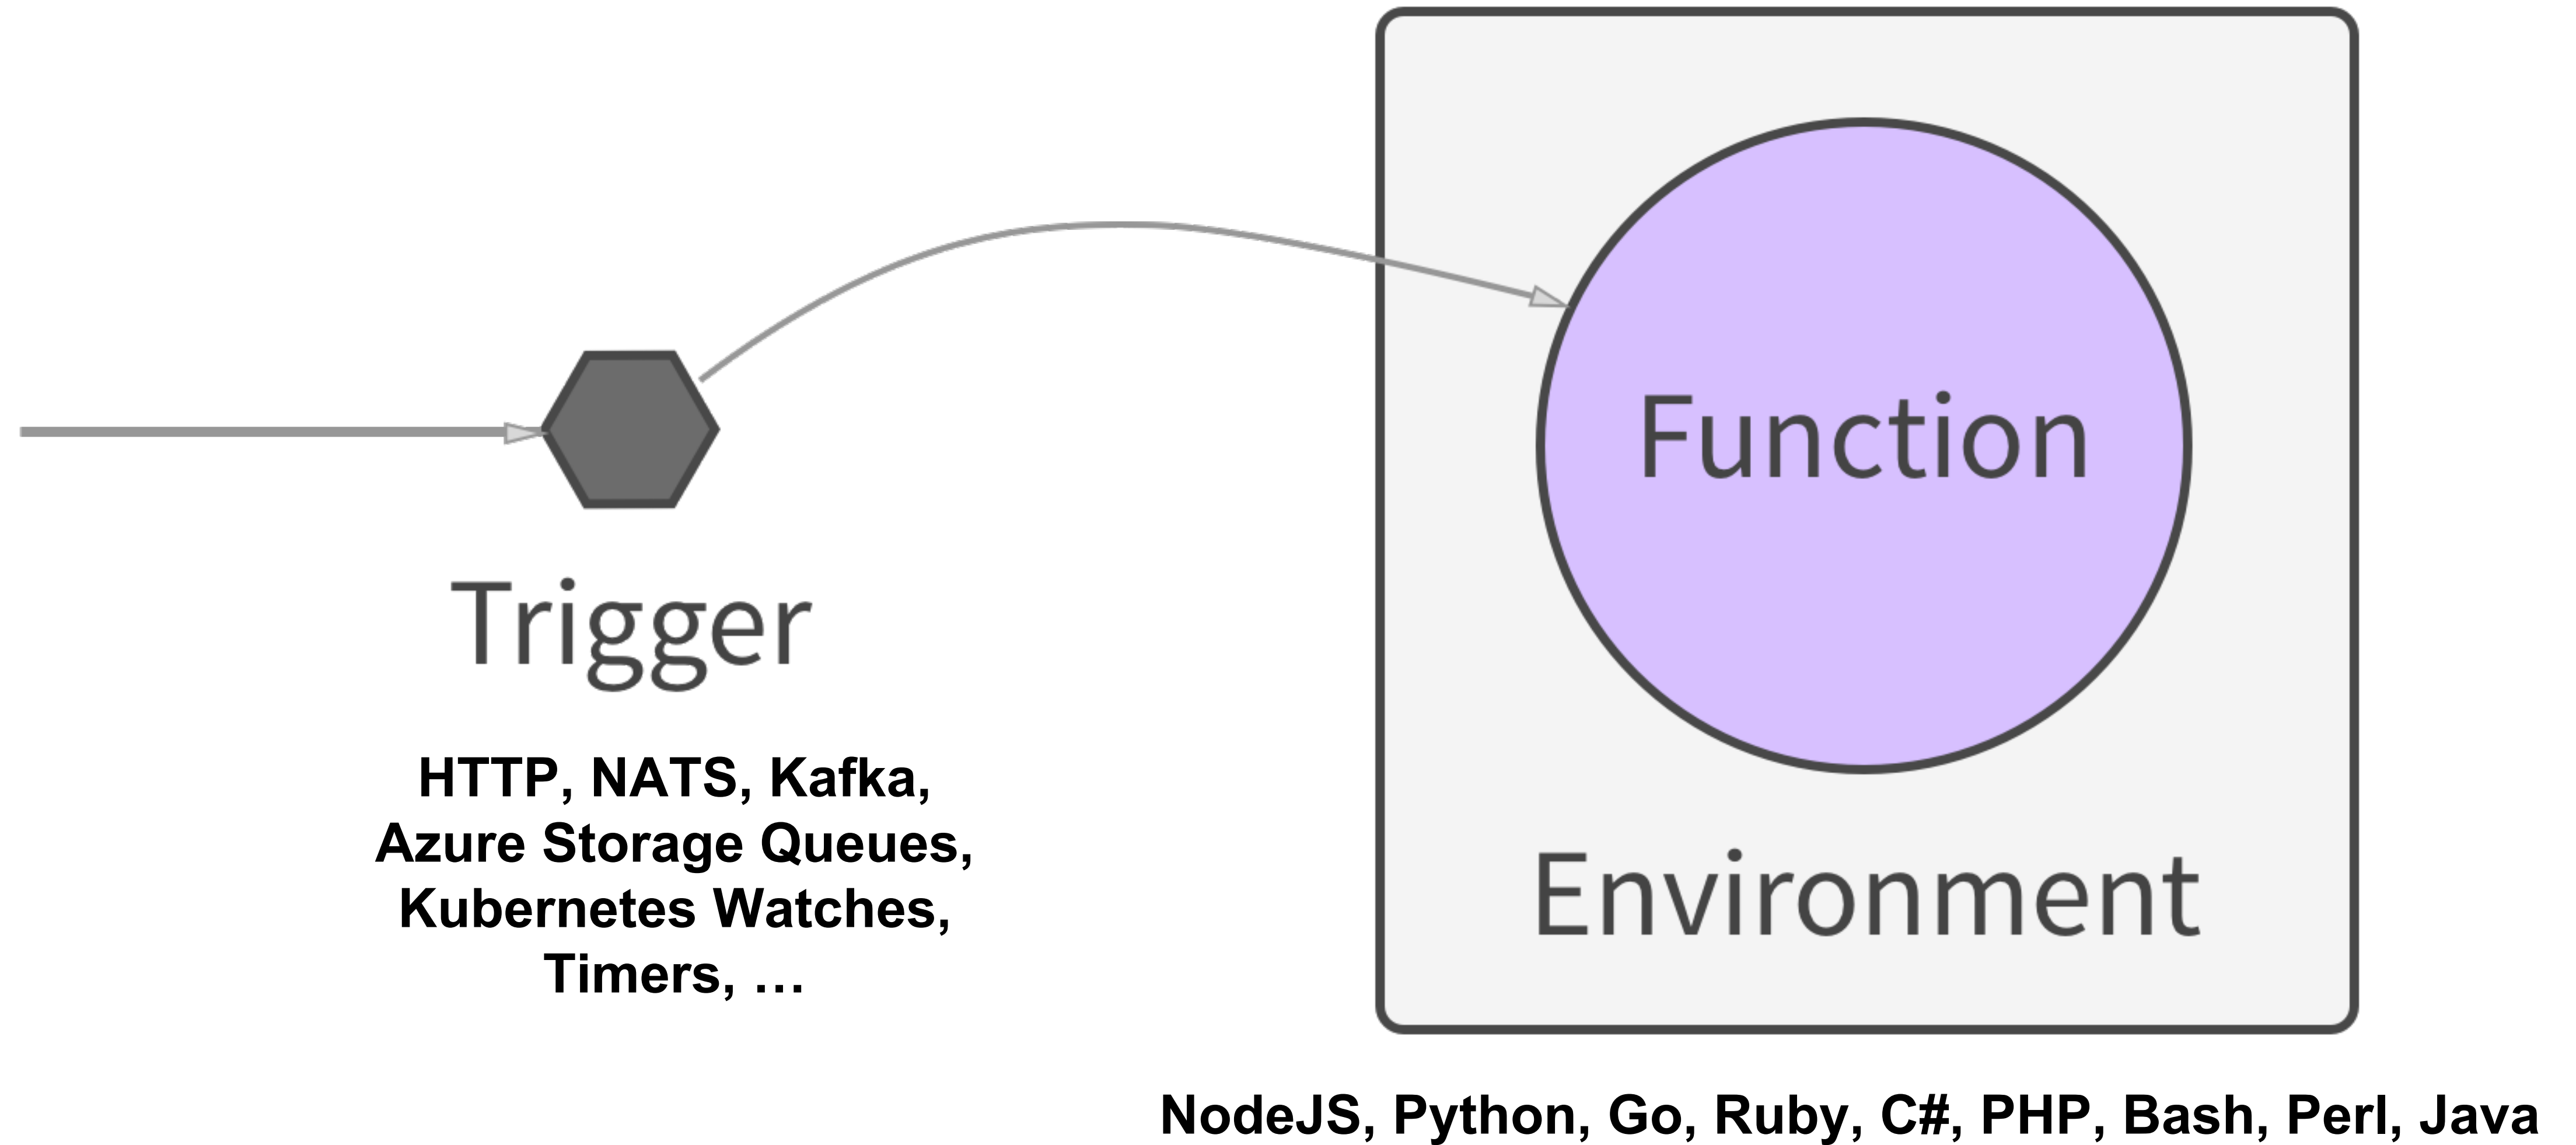 Function
Trigger
HTTP, NATS, Kafka,
Azure Storage Queues,
Kubernetes Watches,
Timers, …
Environment
NodeJS, Python, Go, Ruby, C#, PHP, Bash, Perl, Java